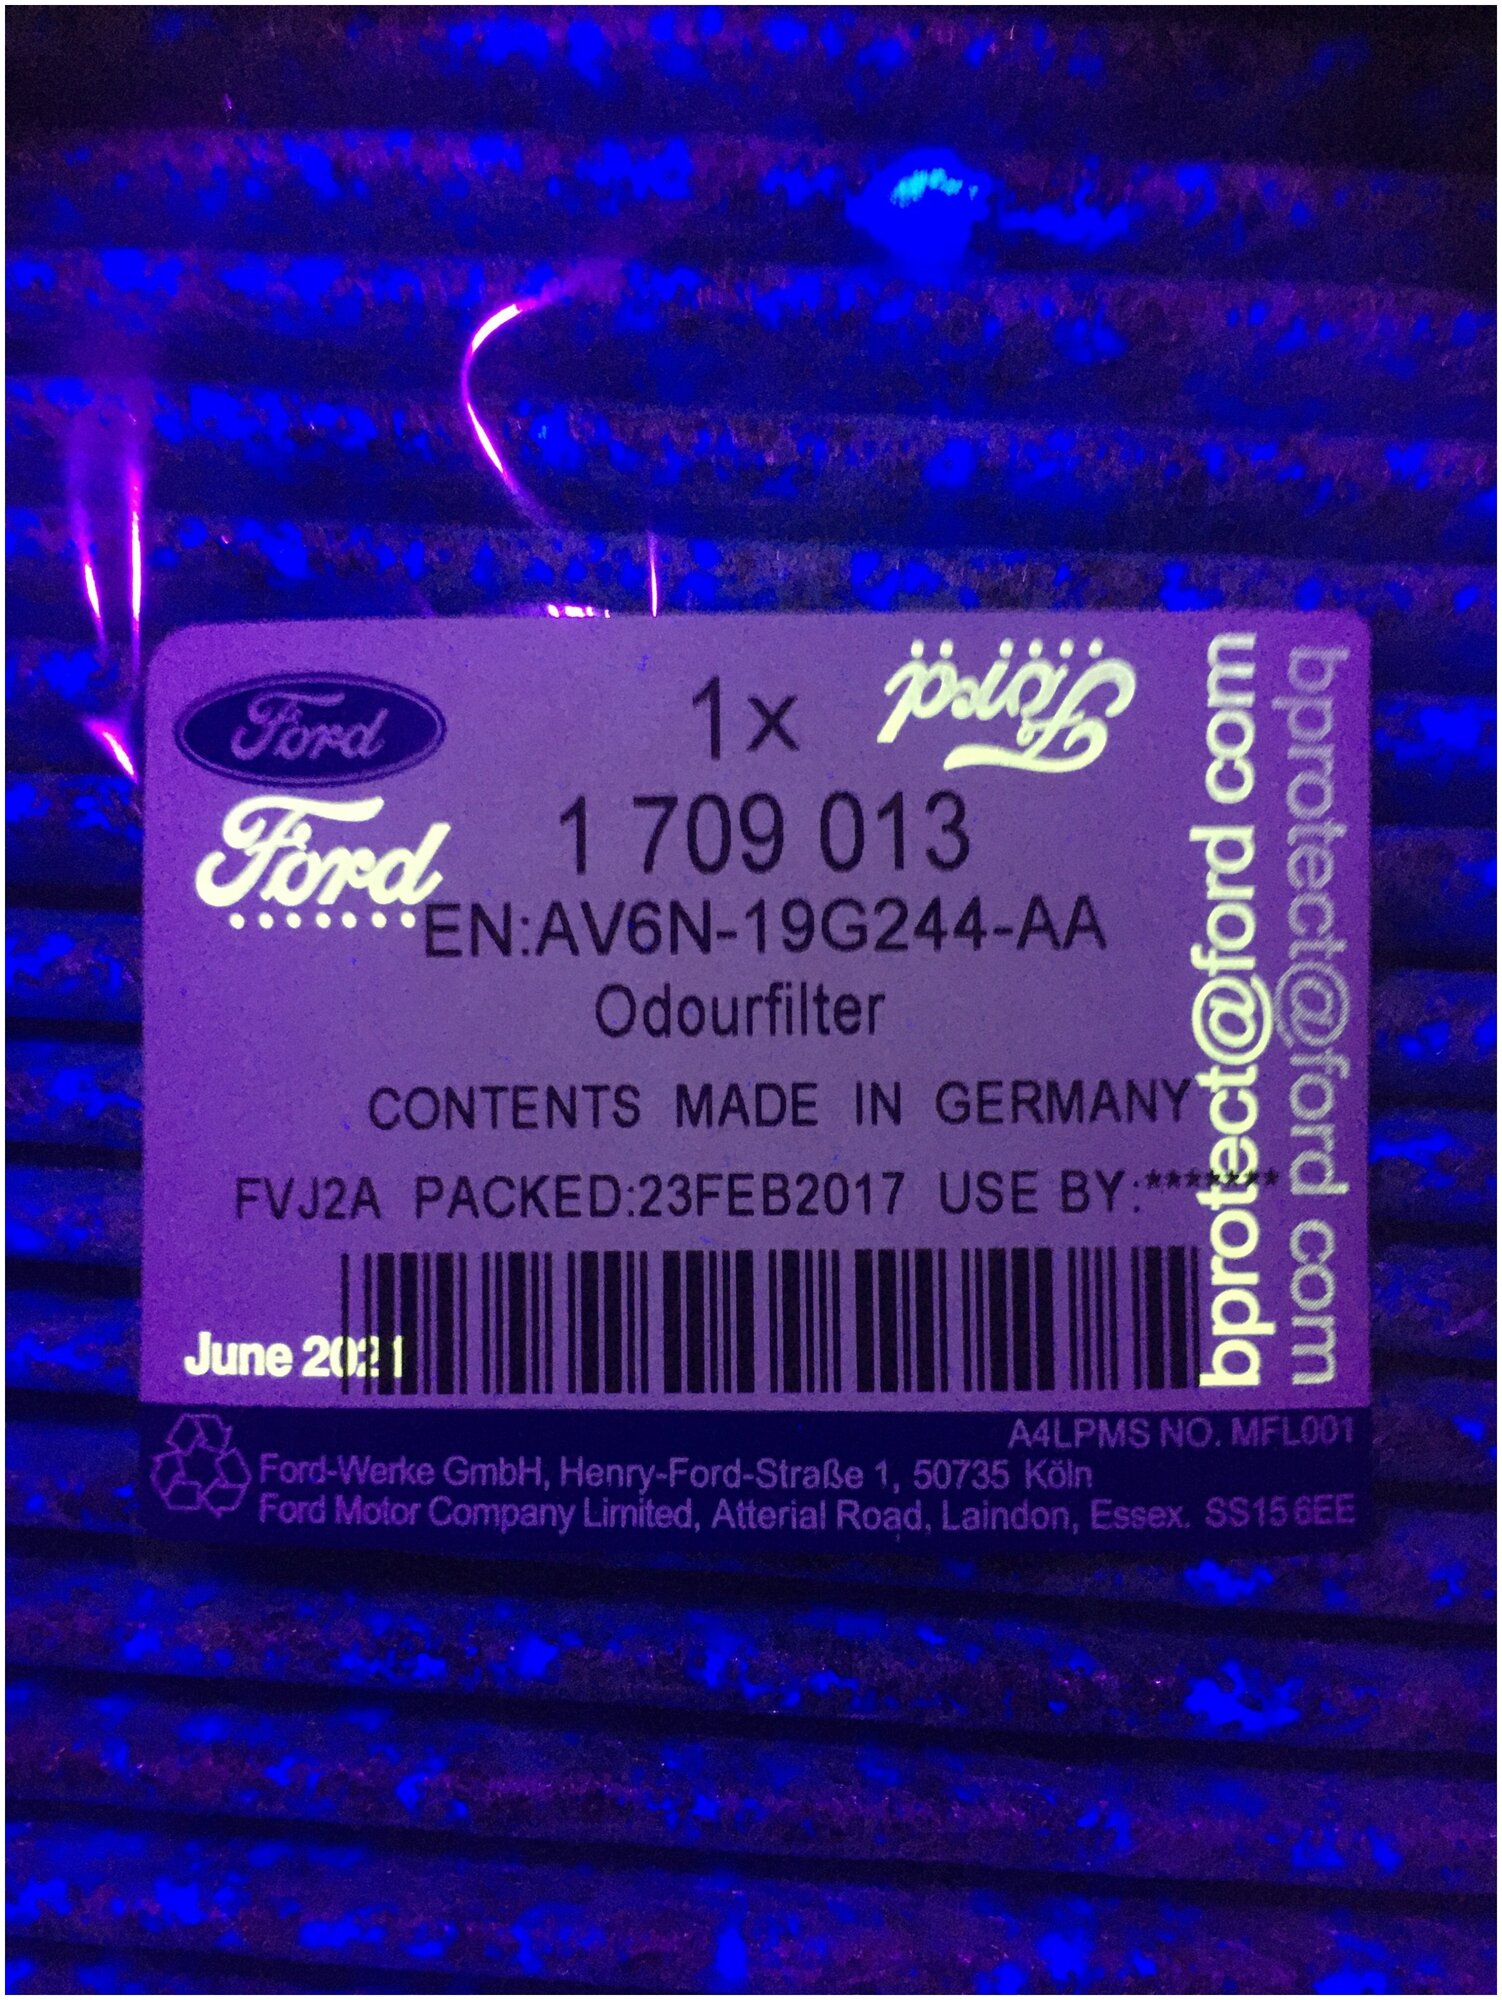 Ford
1x
Ford
Ford
1 709 013
EN:AV6N-19G244-AA
Odourfilter
CONTENTS MADE IN GERMANY
FVJ2A PACKED:23FEB2017 USE BY:*******
June 2021
bprotect@ford com
bprotect@ford com
A4LPMS NO. MFL001
Ford-Werke GmbH, Henry-Ford-Straße 1, 50735 Köln
Ford Motor Company Limited, Atterial Road, Laindon, Essex. SS15 6EE